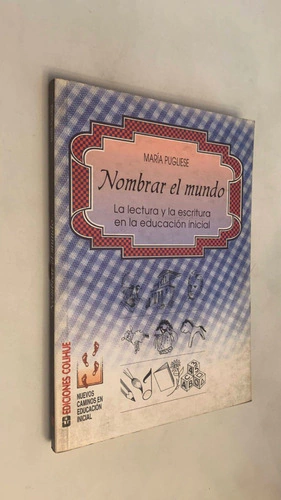 MARÍA PUGLIESE
Nombrar el mundo
La lectura y la escritura
en la educación inicial
EDICIONES COLIHUE
NUEVOS
CAMINOS EN
EDUCACION
INICIAL